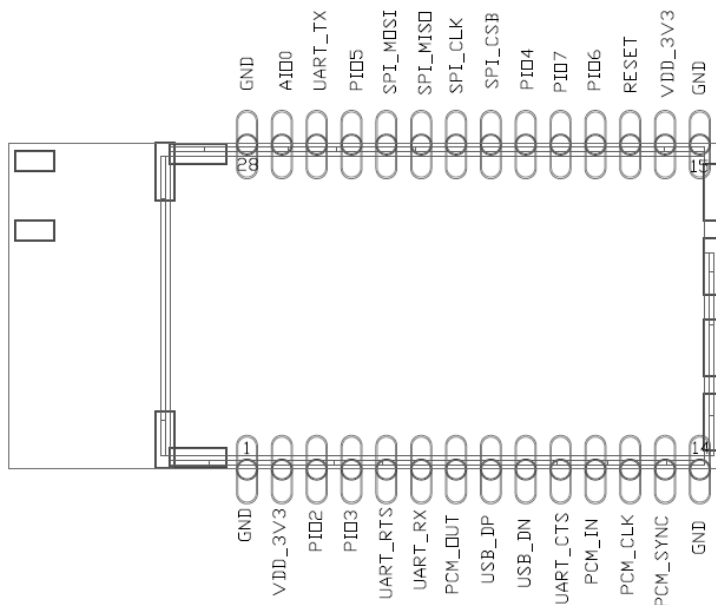 GND
AIO0
UART_TX
PIO5
SPI_MOSI
SPI_MISO
SPI_CLK
SPI_CSB
PIO4
PIO7
PIO6
RESET
VDD_3V3
GND
28
15
1
14
GND
VDD_3V3
PIO2
PIO3
UART_RTS
UART_RX
PCM_OUT
USB_DP
USB_DN
UART_CTS
PCM_IN
PCM_CLK
PCM_SYNC
GND